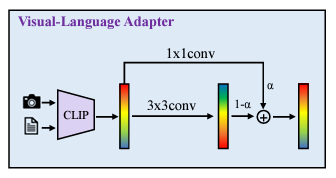 Visual-Language Adapter
1x1conv
α
CLIP
3x3conv
1-α